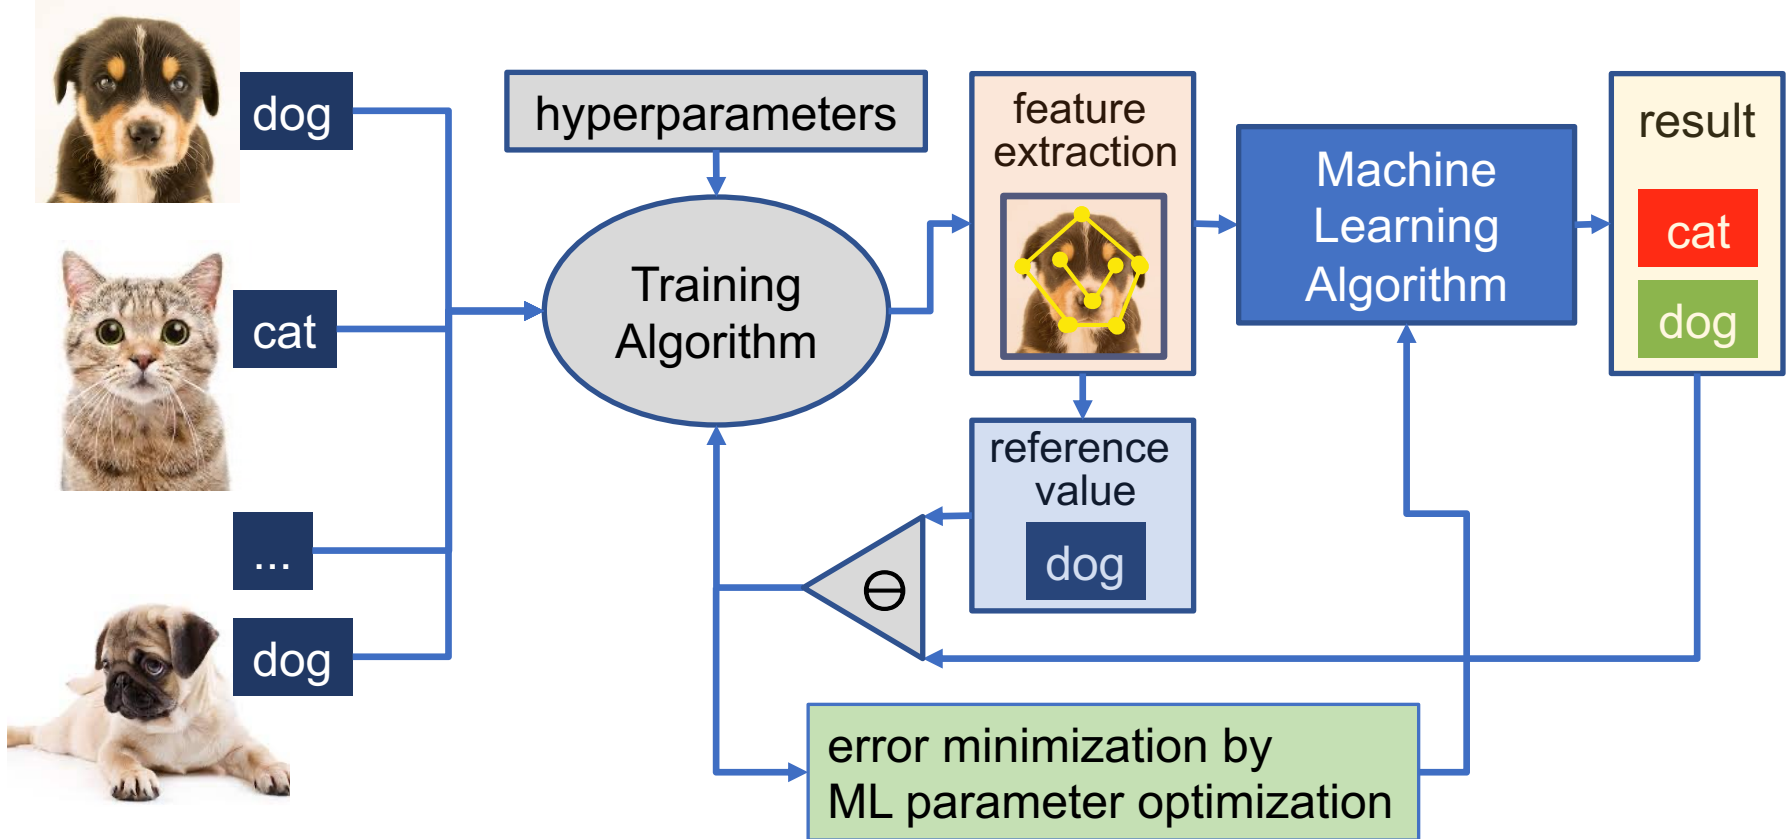 dog
cat
...
dog
hyperparameters
Training
Algorithm
feature
extraction
reference
value
dog
Machine
Learning
Algorithm
result
cat
dog
error minimization by
ML parameter optimization